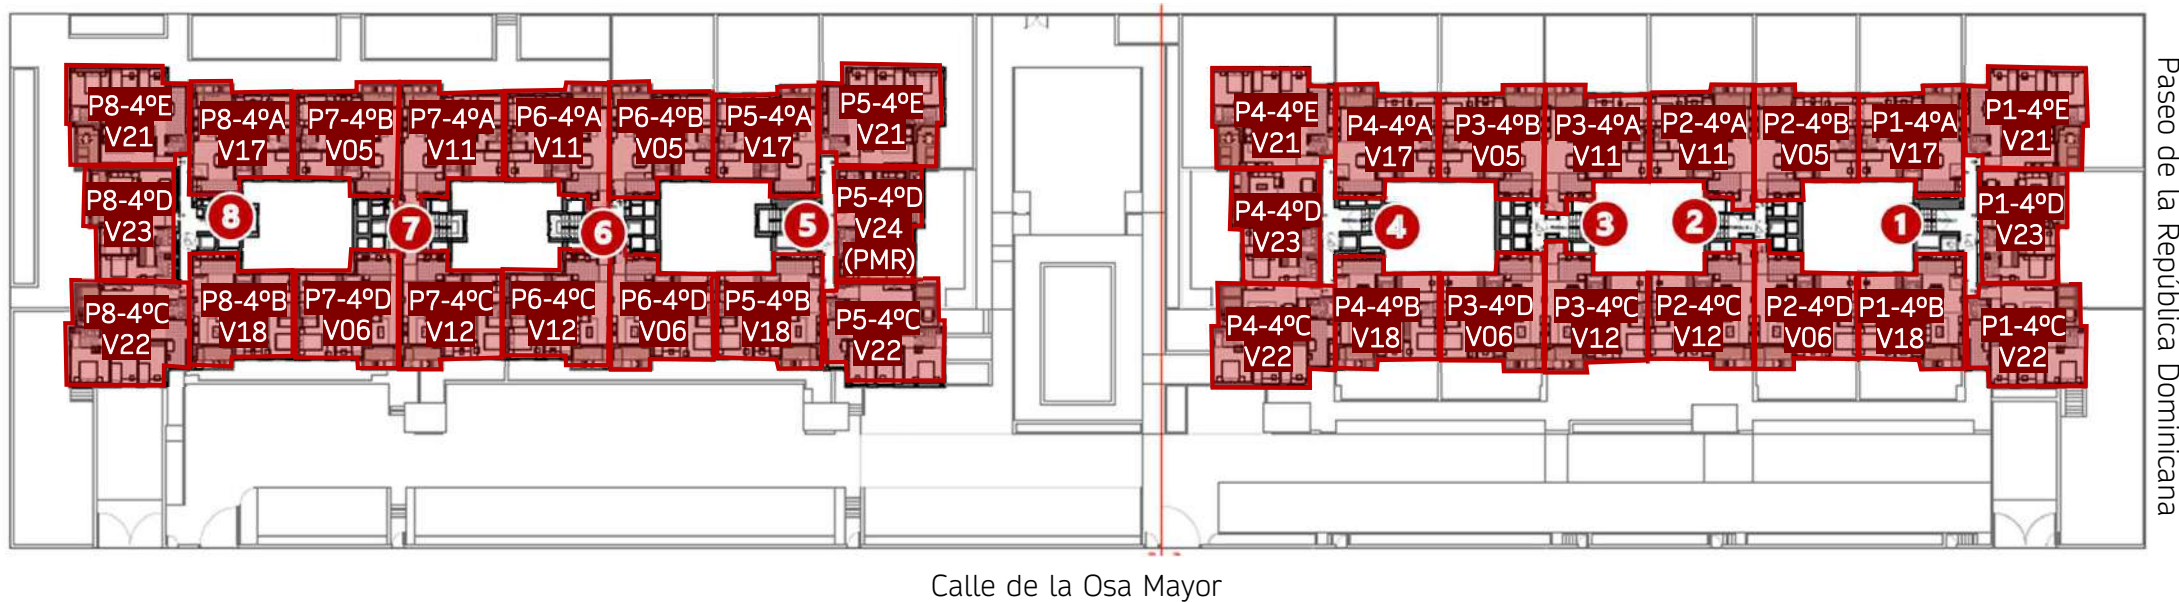 P8-4ºE
V21
P8-4ºA
V17
P7-4ºB
V05
P7-4ºA
V11
P6-4ºA
V11
P6-4ºB
V05
P5-4ºA
V17
P5-4ºE
V21
P8-4ºD
V23
P5-4ºD
V24
(PMR)
8
7
6
5
P8-4ºC
V22
P8-4ºB
V18
P7-4ºD
V06
P7-4ºC
V12
P6-4ºC
V12
P6-4ºD
V06
P5-4ºB
V18
P5-4ºC
V22
P4-4ºE
V21
P4-4ºA
V17
P3-4ºB
V05
P3-4ºA
V11
P2-4ºA
V11
P2-4ºB
V05
P1-4ºA
V17
P1-4ºE
V21
P4-4ºD
V23
P1-4ºD
V23
4
3
2
1
P4-4ºC
V22
P4-4ºB
V18
P3-4ºD
V06
P3-4ºC
V12
P2-4ºC
V12
P2-4ºD
V06
P1-4ºB
V18
P1-4ºC
V22
Paseo de la República Dominicana
Calle de la Osa Mayor